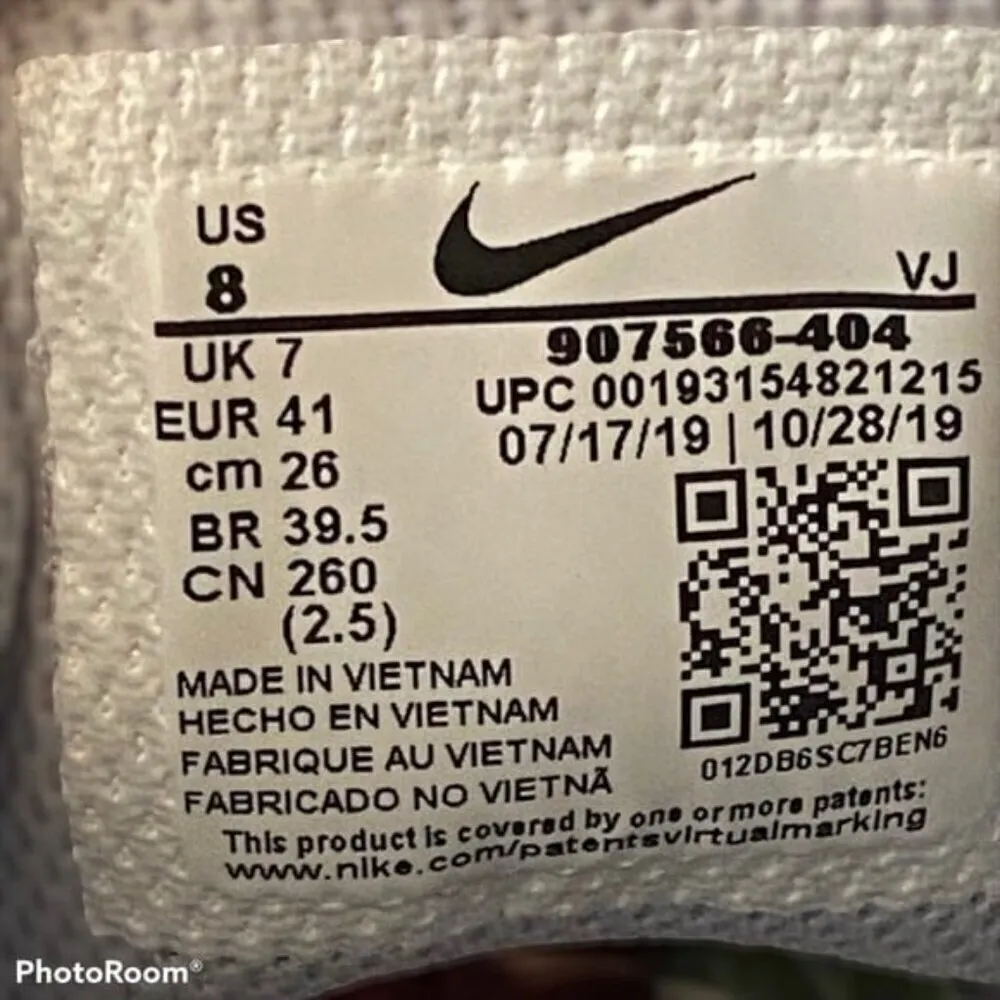 US
8
VJ
UK 7
907566-404
EUR 41
UPC 00193154821215
07/17/19 | 10/28/19
cm 26
BR 39.5
CN 260
(2.5)
MADE IN VIETNAM
HECHO EN VIETNAM
FABRIQUE AU VIETNAM
FABRICADO NO VIETNÃ
012DB6SC7BEN6
This product is covered by one or more patents:
www.nike.com/patentsvirtualmarking
PhotoRoom®